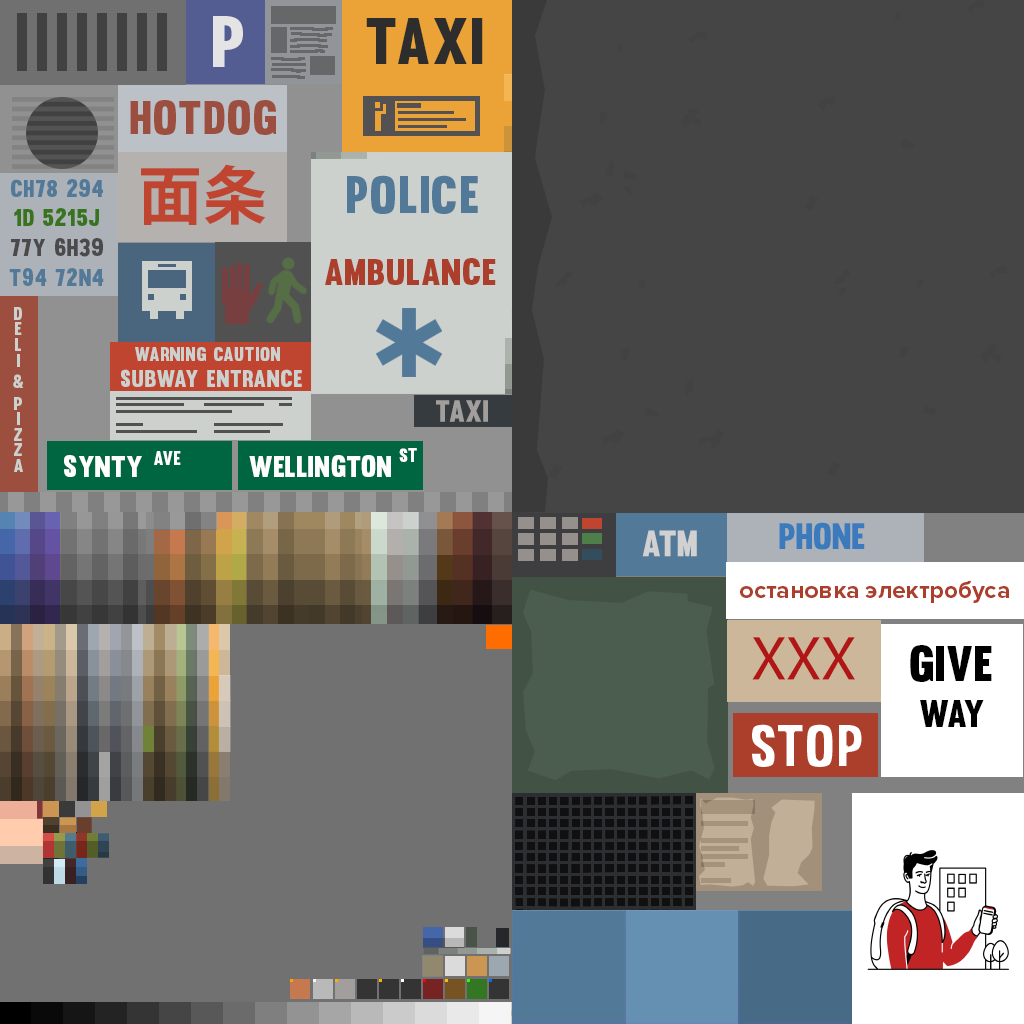 P
TAXI
HOTDOG
面条
CH78 294
1D 5215J
77Y 6H39
T94 72N4
POLICE
AMBULANCE
DELI & PIZZA
WARNING CAUTION
SUBWAY ENTRANCE
TAXI
SYNTY AVE
WELLINGTON ST
ATM
PHONE
остановка электробуса
XXX
GIVE
WAY
STOP